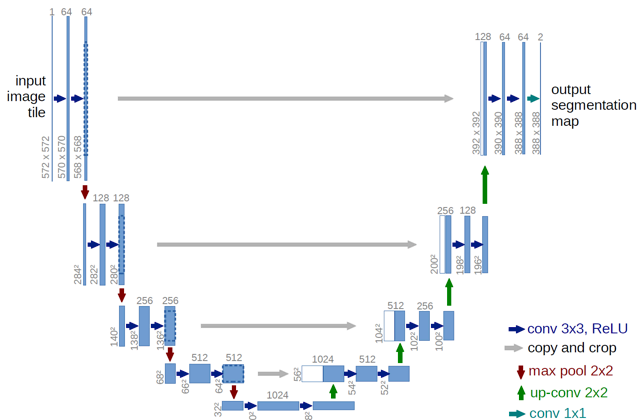 1 64 64
128 64 64 2
input
image
tile
output
segmentation
map
572 x 572
570 x 570
568 x 568
392 x 392
390 x 390
388 x 388
388 x 388
128 128
256 128
284²
282²
280²
200²
198²
196²
256 256
512 256
140²
138²
136²
104²
102²
100²
512 512
1024 512
68²
66²
64²
56²
54²
52²
1024
32²
conv 3x3, ReLU
copy and crop
max pool 2x2
up-conv 2x2
conv 1x1